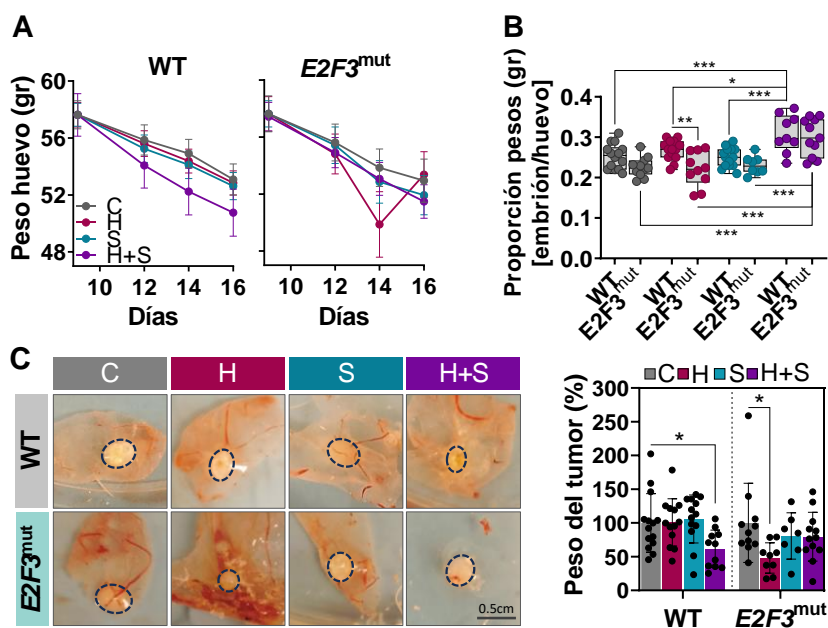 A
WT
E2F3mut
Peso huevo (gr)
60
56
52
48
C
H
S
H+S
10 12 14 16
10 12 14 16
Días
Días
B
Proporción pesos (gr)
[embrión/huevo]
0.4
0.3
0.2
0.1
0.0
***
*
***
**
***
***
***
WT
E2F3mut
WT
E2F3mut
WT
E2F3mut
WT
E2F3mut
C
C
H
S
H+S
WT
E2F3mut
0.5cm
C H S H+S
Peso del tumor (%)
300
250
200
150
100
50
0
*
*
WT
E2F3mut